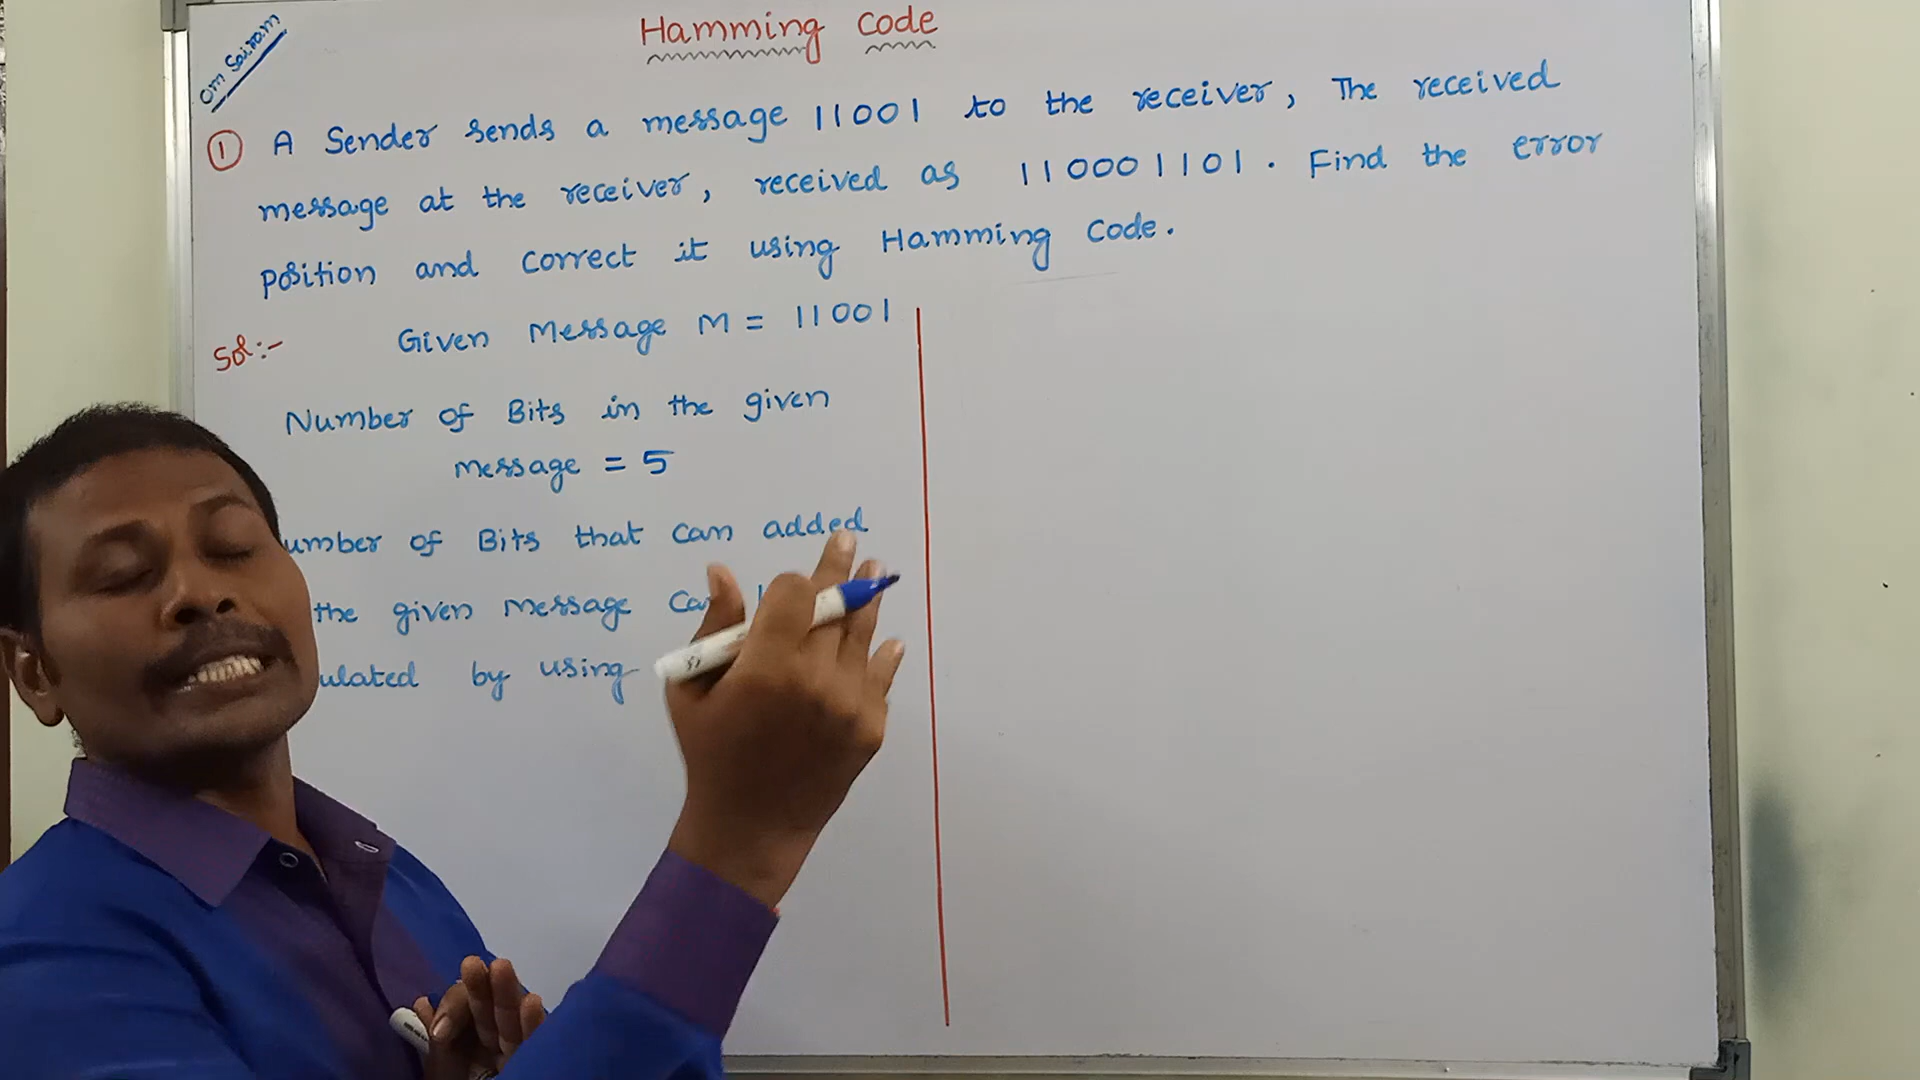 Om Sairam
Hamming Code
① A Sender sends a message 11001 to the receiver, The received
message at the receiver, received as 110001101. Find the error
position and correct it using Hamming Code.
Sol:- Given Message M = 11001
Number of Bits in the given
message = 5
umber of Bits that can added
the given message
ulated by using